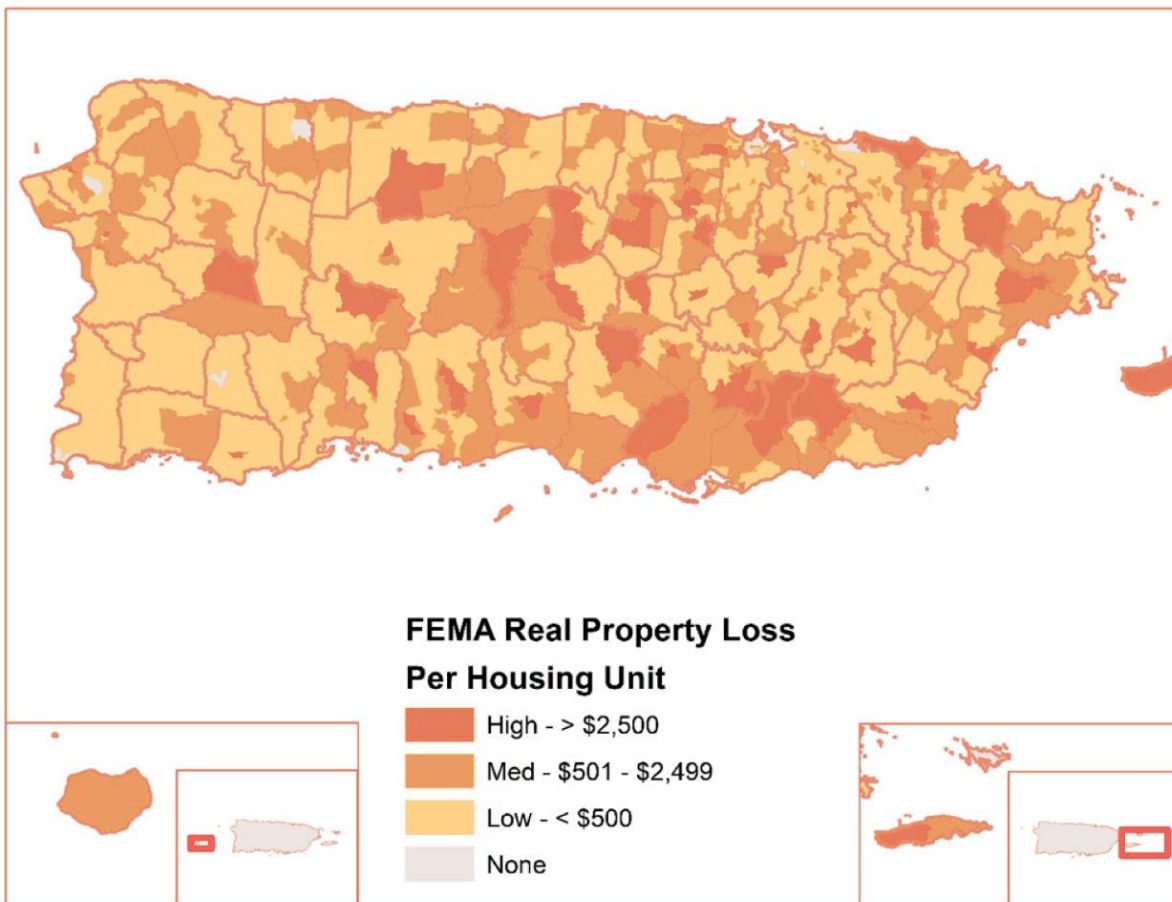 FEMA Real Property Loss
Per Housing Unit
High - > $2,500
Med - $501 - $2,499
Low - < $500
None